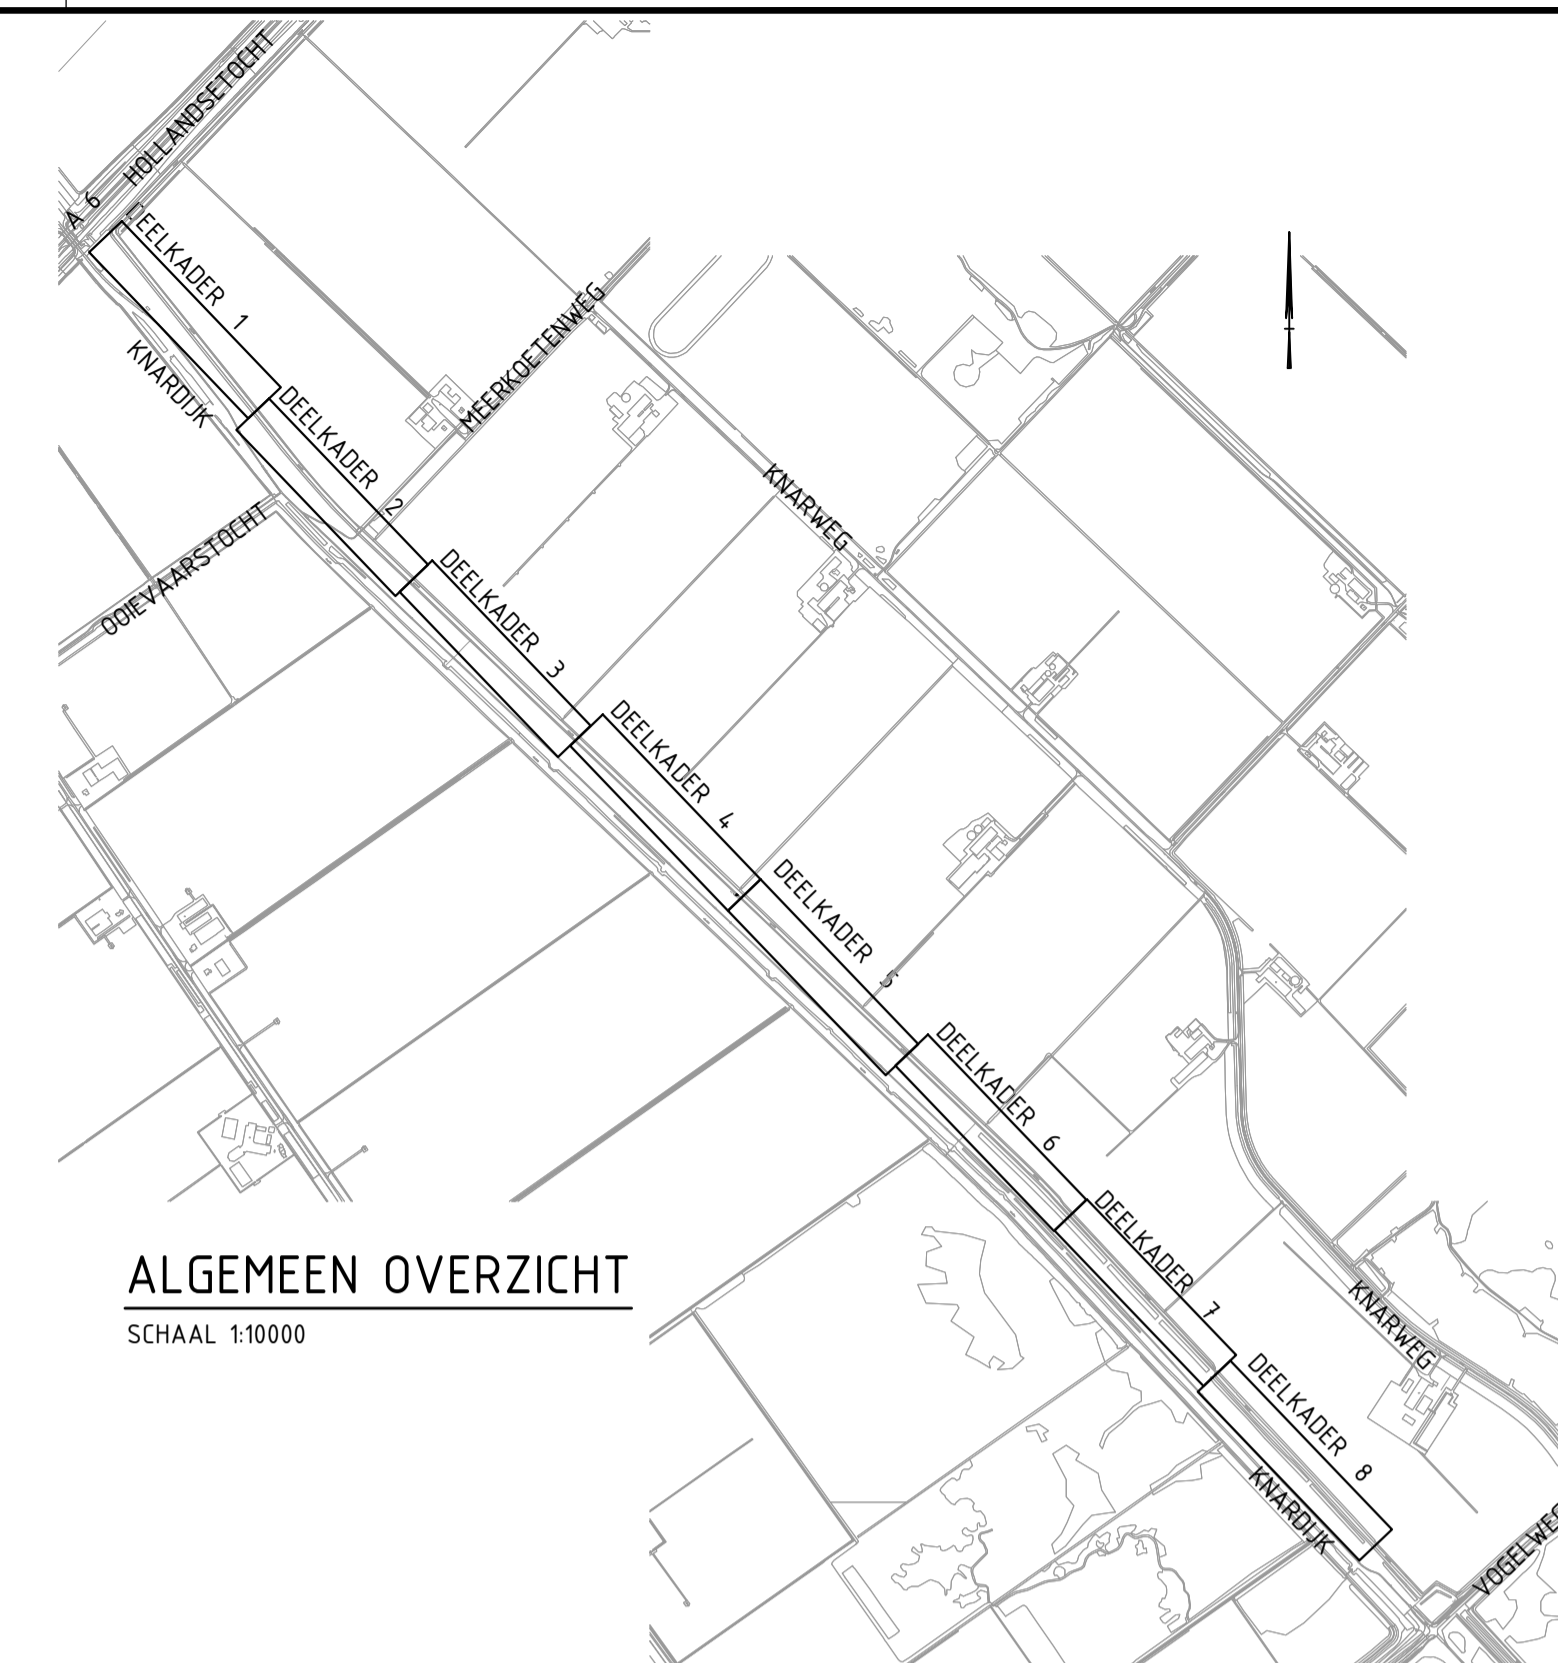 HOLLANDSETOCHT
A 6
DEELKADER 1
KNARDIJK
MEERKOETENWEG
DEELKADER 2
KNARWEG
OOIEVAARSTOCHT
DEELKADER 3
DEELKADER 4
DEELKADER 5
DEELKADER 6
DEELKADER 7
ALGEMEEN OVERZICHT
SCHAAL 1:10000
KNARWEG
DEELKADER 8
KNARDIJK
VOGELWEG